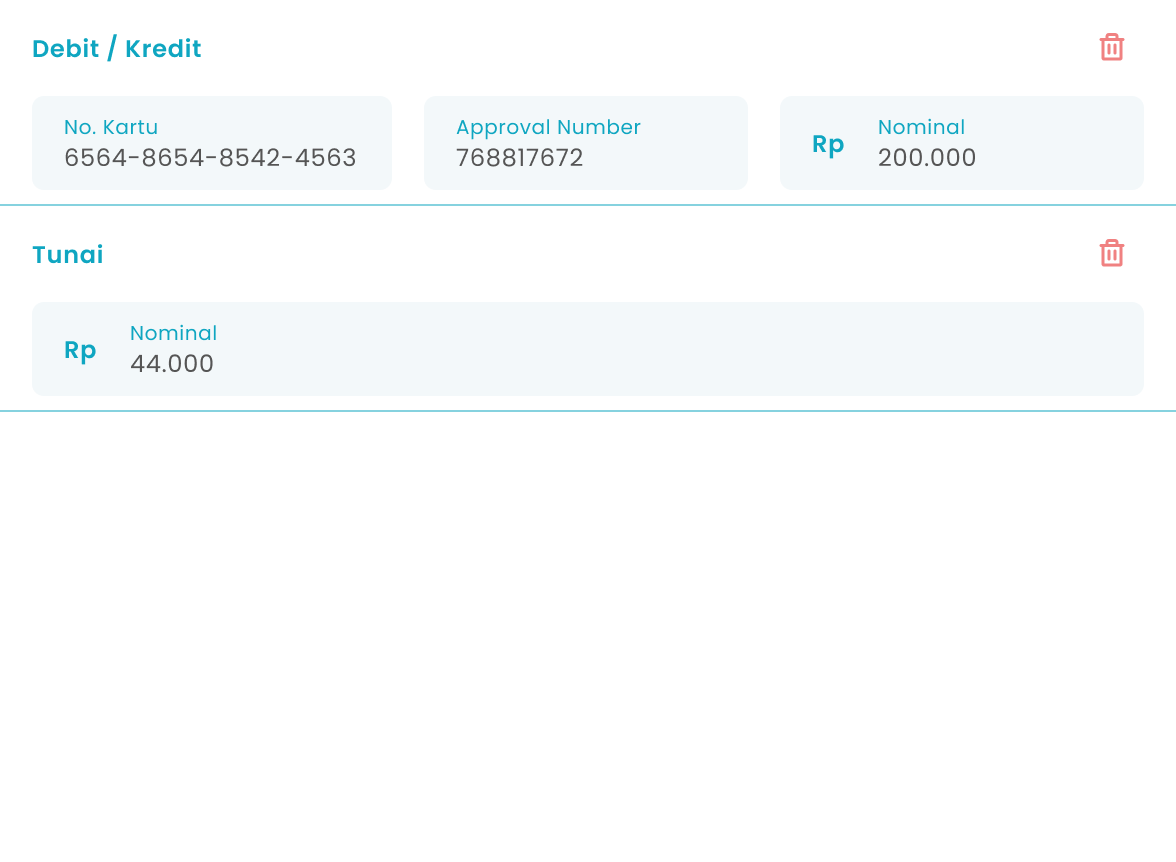 Debit / Kredit
No. Kartu
6564-8654-8542-4563
Approval Number
768817672
Rp
Nominal
200.000
Tunai
Rp
Nominal
44.000